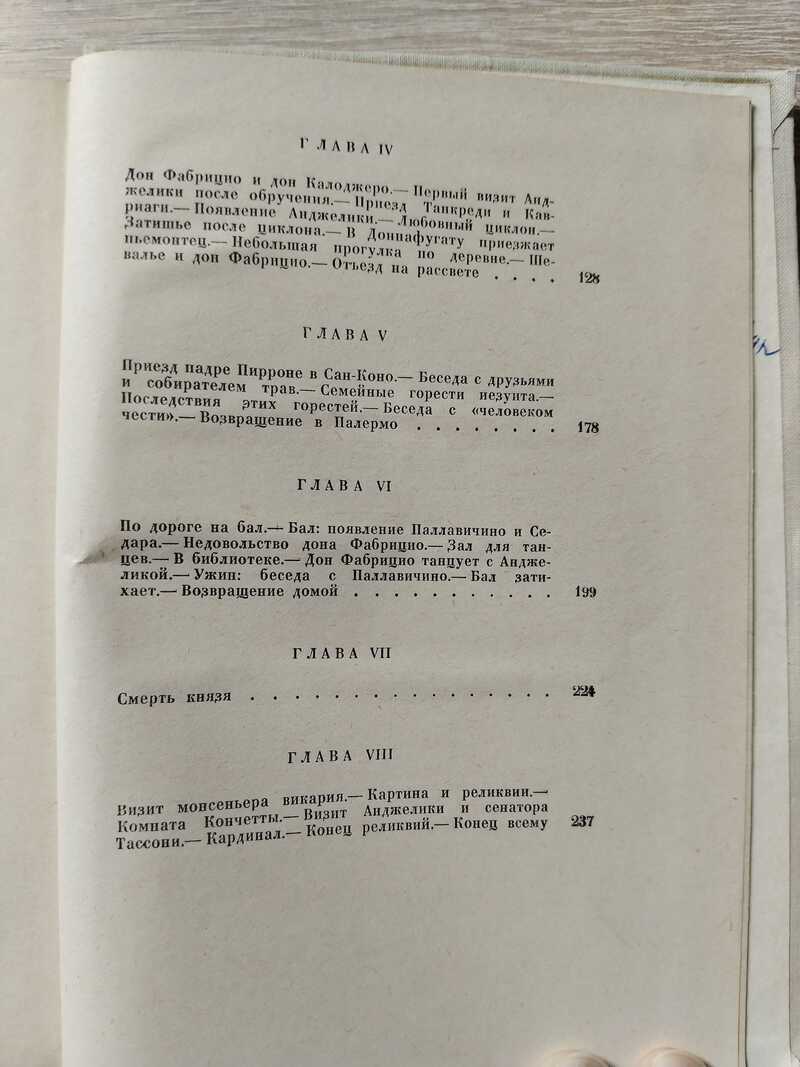 ГЛАВА IV
Дон Фабрицио и дон Калоджеро.— Первый визит Анд-
желики после обручения.— Приезд Танкреди и Кав-
риаги.— Появление Анджелики.— Любовный циклон.—
Затишье после циклона.— В Доннафугату приезжает
пьемонтец.— Небольшая прогулка по деревне.— Ше-
валье и дон Фабрицио.— Отъезд на рассвете . . . . 128
ГЛАВА V
Приезд падре Пирроне в Сан-Коно.— Беседа с друзьями
и собирателем трав.— Семейные горести иезуита.—
Последствия этих горестей.— Беседа с «человеком
чести».— Возвращение в Палермо . . . . . . . . 178
ГЛАВА VI
По дороге на бал.— Бал: появление Паллавичино и Се-
дара.— Недовольство дона Фабрицио.— Зал для тан-
цев.— В библиотеке.— Дон Фабрицио танцует с Андже-
ликой.— Ужин: беседа с Паллавичино.— Бал зати-
хает.— Возвращение домой . . . . . . . . . . . 199
ГЛАВА VII
Смерть князя . . . . . . . . . . . . . . . 224
ГЛАВА VIII
Визит монсеньера викария.— Картина и реликвии.—
Комната Кончетты.— Визит Анджелики и сенатора
Тассони.— Кардинал.— Конец реликвий.— Конец всему 237